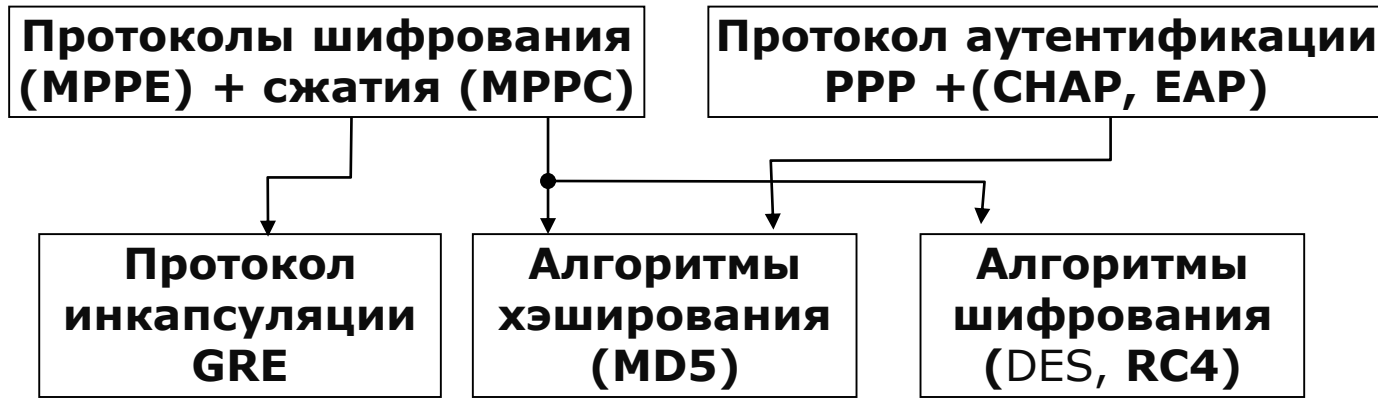 Протоколы шифрования
(MPPE) + сжатия (MPPC)
Протокол аутентификации
PPP +(CHAP, EAP)
Протокол
инкапсуляции
GRE
Алгоритмы
хэширования
(MD5)
Алгоритмы
шифрования
(DES, RC4)